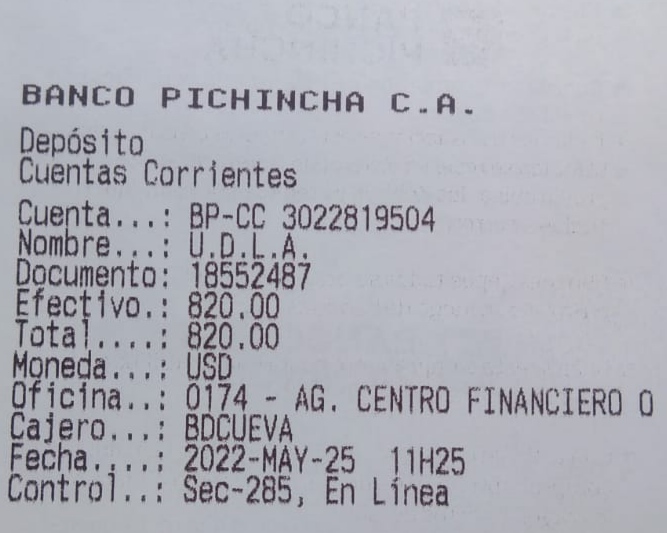 BANCO PICHINCHA C.A.
Depósito
Cuentas Corrientes
Cuenta...: BP-CC 3022819504
Nombre...: U.D.L.A.
Documento: 18552487
Efectivo.: 820.00
Total....: 820.00
Moneda...: USD
Oficina..: 0174 - AG. CENTRO FINANCIERO O
Cajero...: BDCUEVA
Fecha....: 2022-MAY-25 11H25
Control..: Sec-285, En Línea